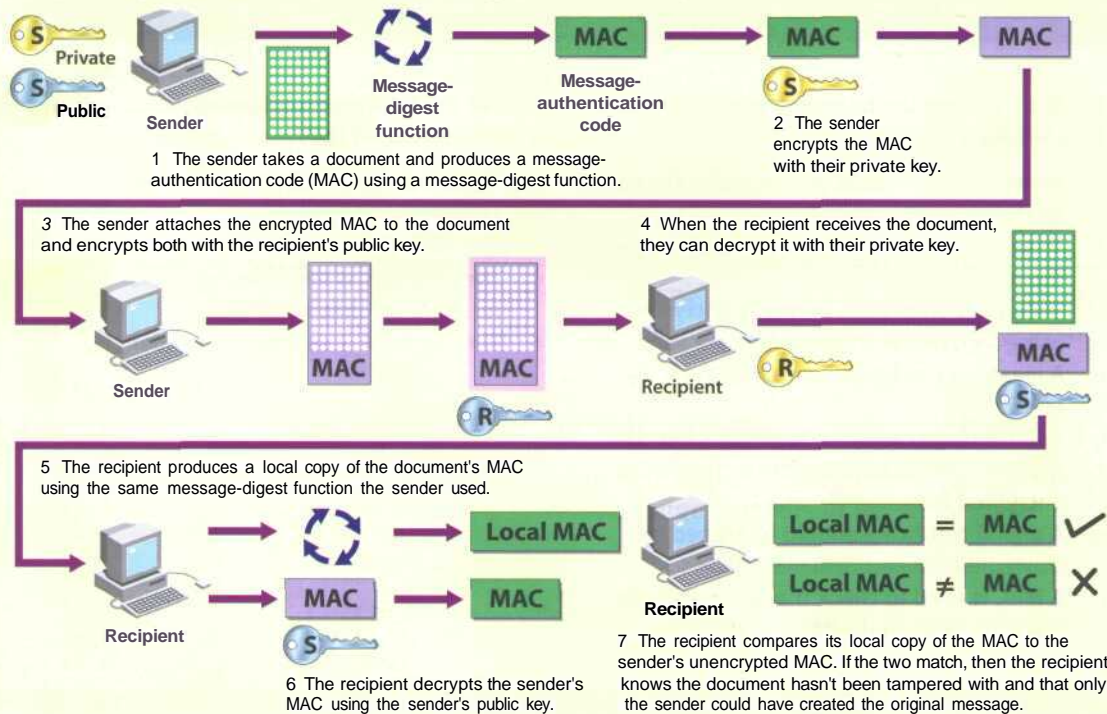 S
Private
S
Public
Sender
Message-
digest
function
MAC
Message-
authentication
code
MAC
S
MAC
1 The sender takes a document and produces a message-
authentication code (MAC) using a message-digest function.
2 The sender
encrypts the MAC
with their private key.
3 The sender attaches the encrypted MAC to the document
and encrypts both with the recipient's public key.
4 When the recipient receives the document,
they can decrypt it with their private key.
Sender
MAC
MAC
R
Recipient
R
MAC
S
5 The recipient produces a local copy of the document's MAC
using the same message-digest function the sender used.
Recipient
Local MAC
MAC
S
MAC
6 The recipient decrypts the sender's
MAC using the sender's public key.
Recipient
Local MAC = MAC ✓
Local MAC ≠ MAC X
7 The recipient compares its local copy of the MAC to the
sender's unencrypted MAC. If the two match, then the recipient
knows the document hasn't been tampered with and that only
the sender could have created the original message.